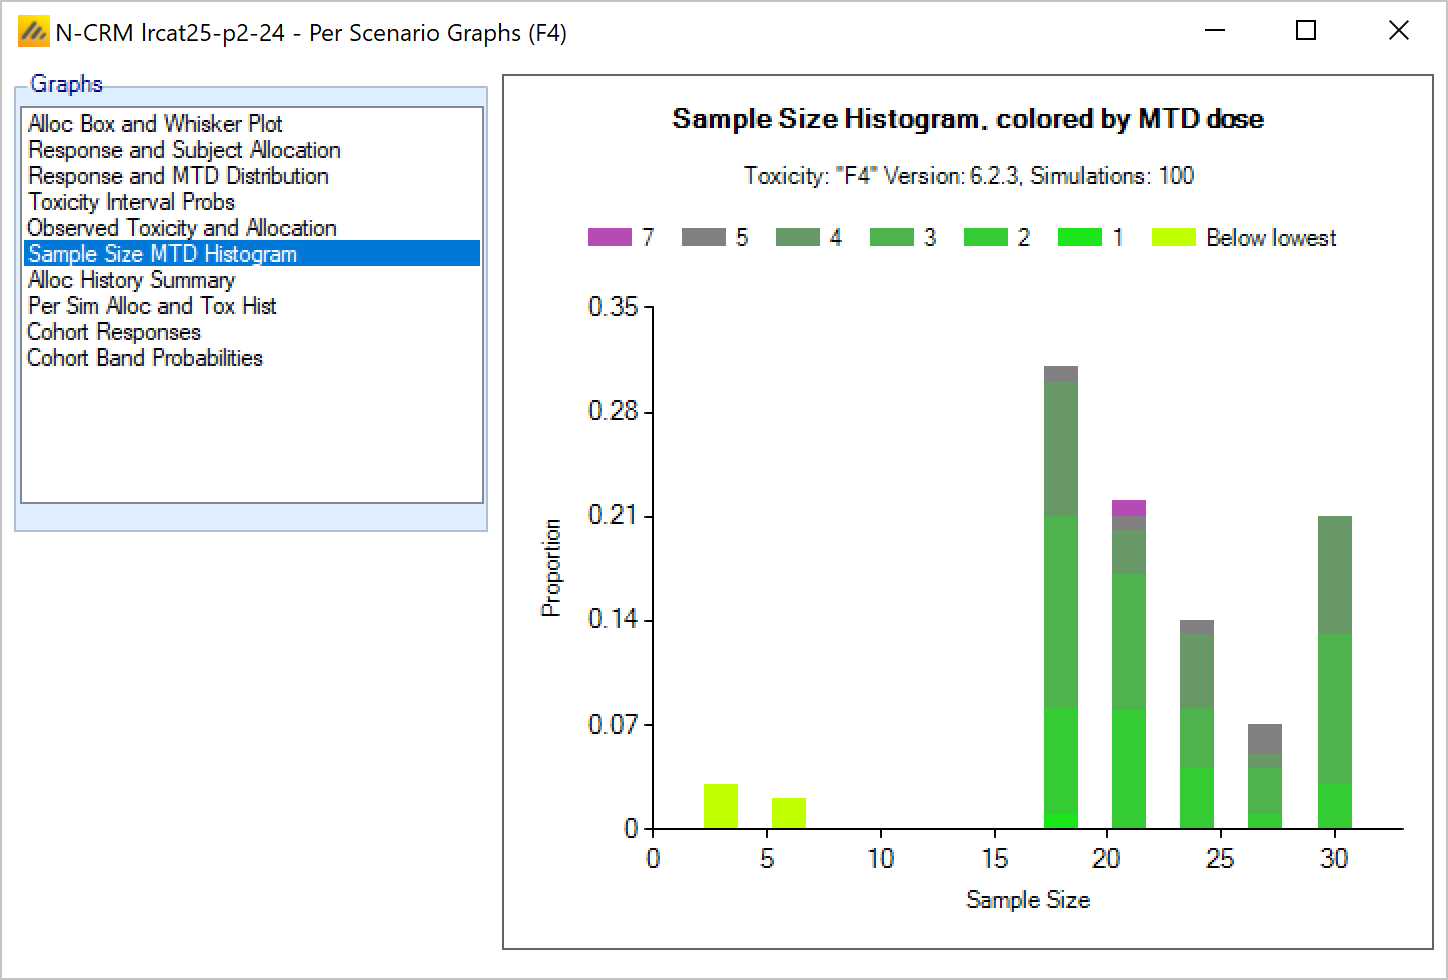 N-CRM lrcat25-p2-24 - Per Scenario Graphs (F4)
Graphs
Alloc Box and Whisker Plot
Response and Subject Allocation
Response and MTD Distribution
Toxicity Interval Probs
Observed Toxicity and Allocation
Sample Size MTD Histogram
Alloc History Summary
Per Sim Alloc and Tox Hist
Cohort Responses
Cohort Band Probabilities
Sample Size Histogram, colored by MTD dose
Toxicity: "F4" Version: 6.2.3, Simulations: 100
7 5 4 3 2 1 Below lowest
0.35
0.28
0.21
0.14
0.07
0
Proportion
0 5 10 15 20 25 30
Sample Size